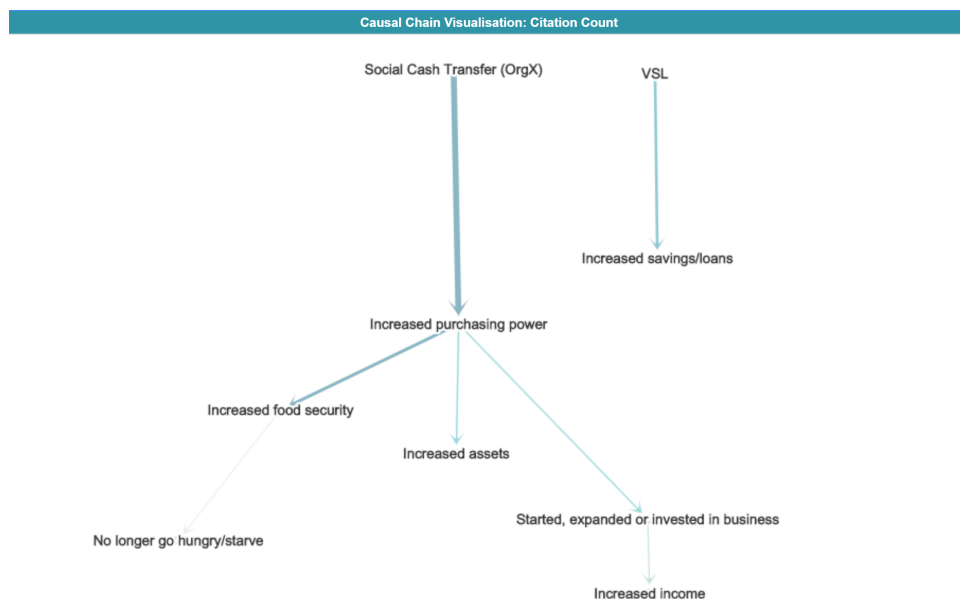 Causal Chain Visualisation: Citation Count
Social Cash Transfer (OrgX)
VSL
Increased savings/loans
Increased purchasing power
Increased food security
Increased assets
Started, expanded or invested in business
No longer go hungry/starve
Increased income